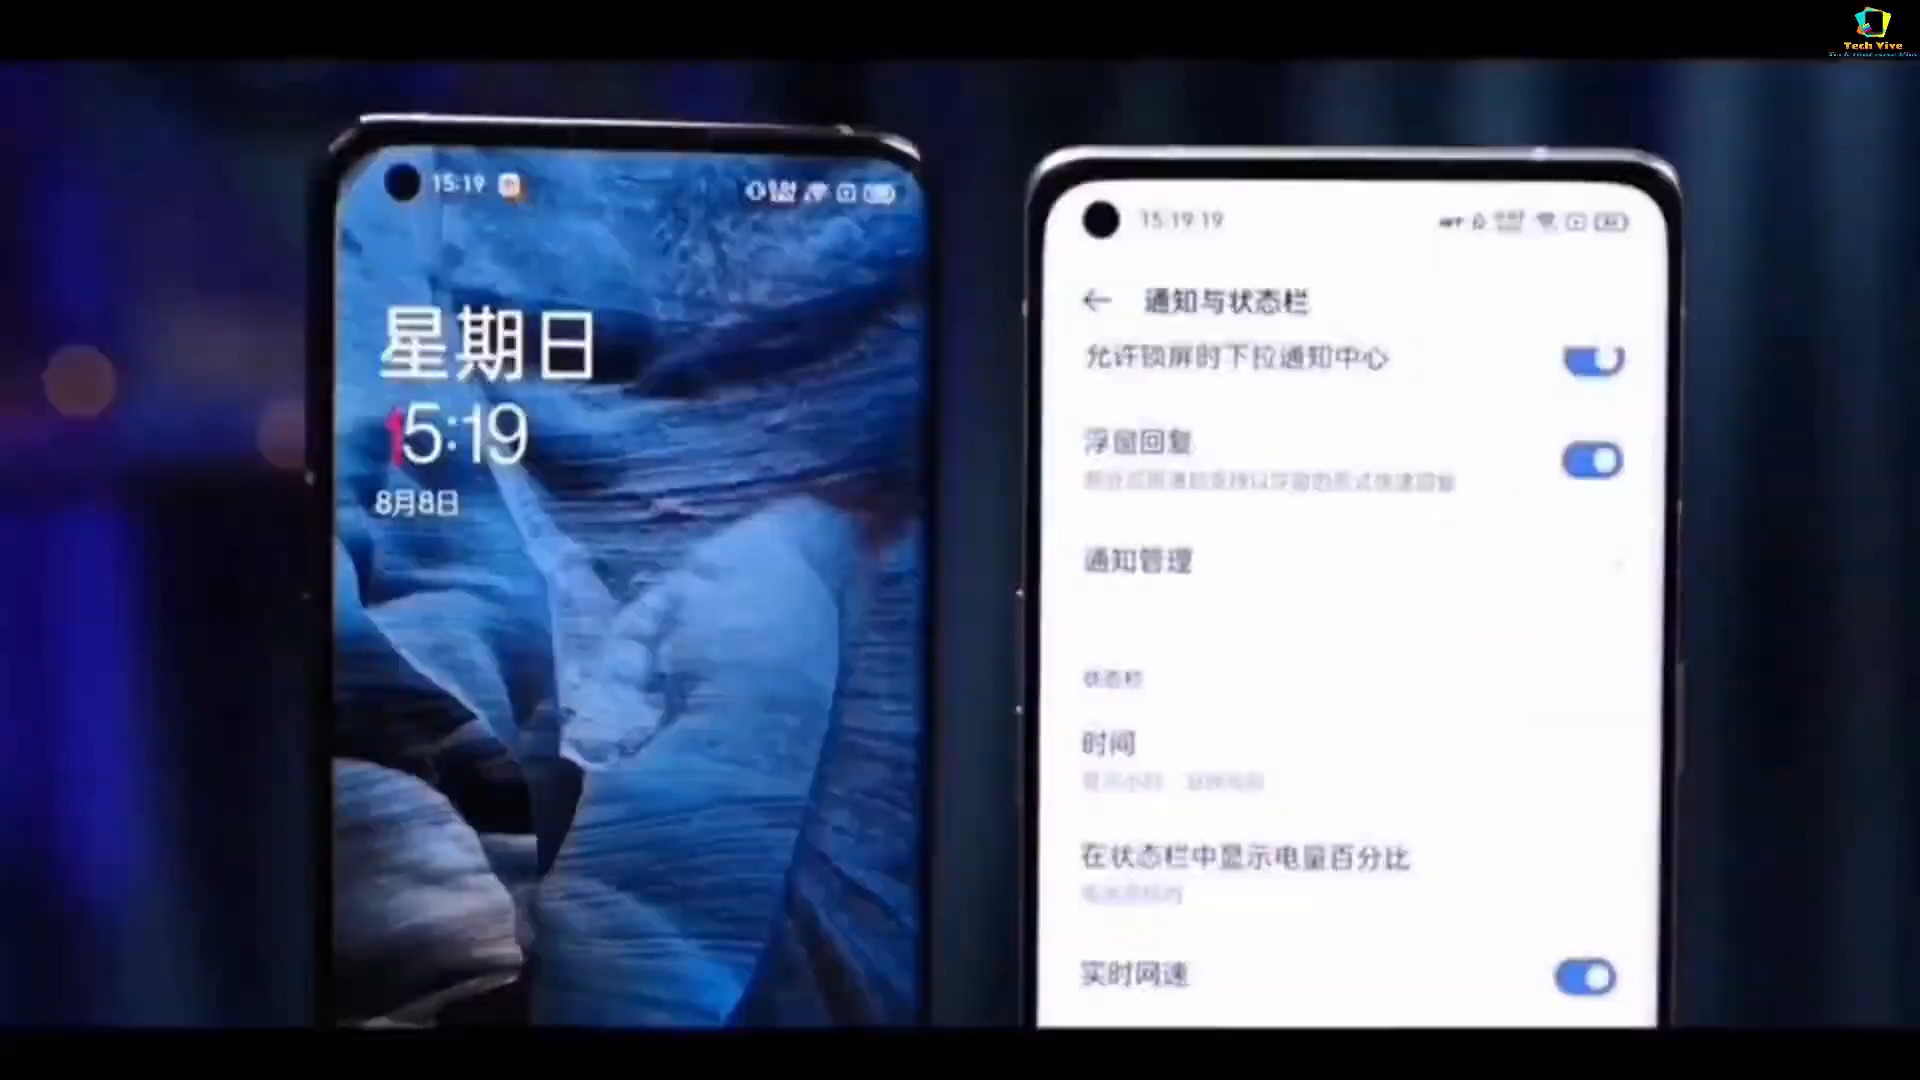 Tech Vive
15:19
星期日
15:19
8月8日
15:19:19
通知与状态栏
允许锁屏时下拉通知中心
浮窗回复
通知管理
状态栏
时间
在状态栏中显示电量百分比
实时网速